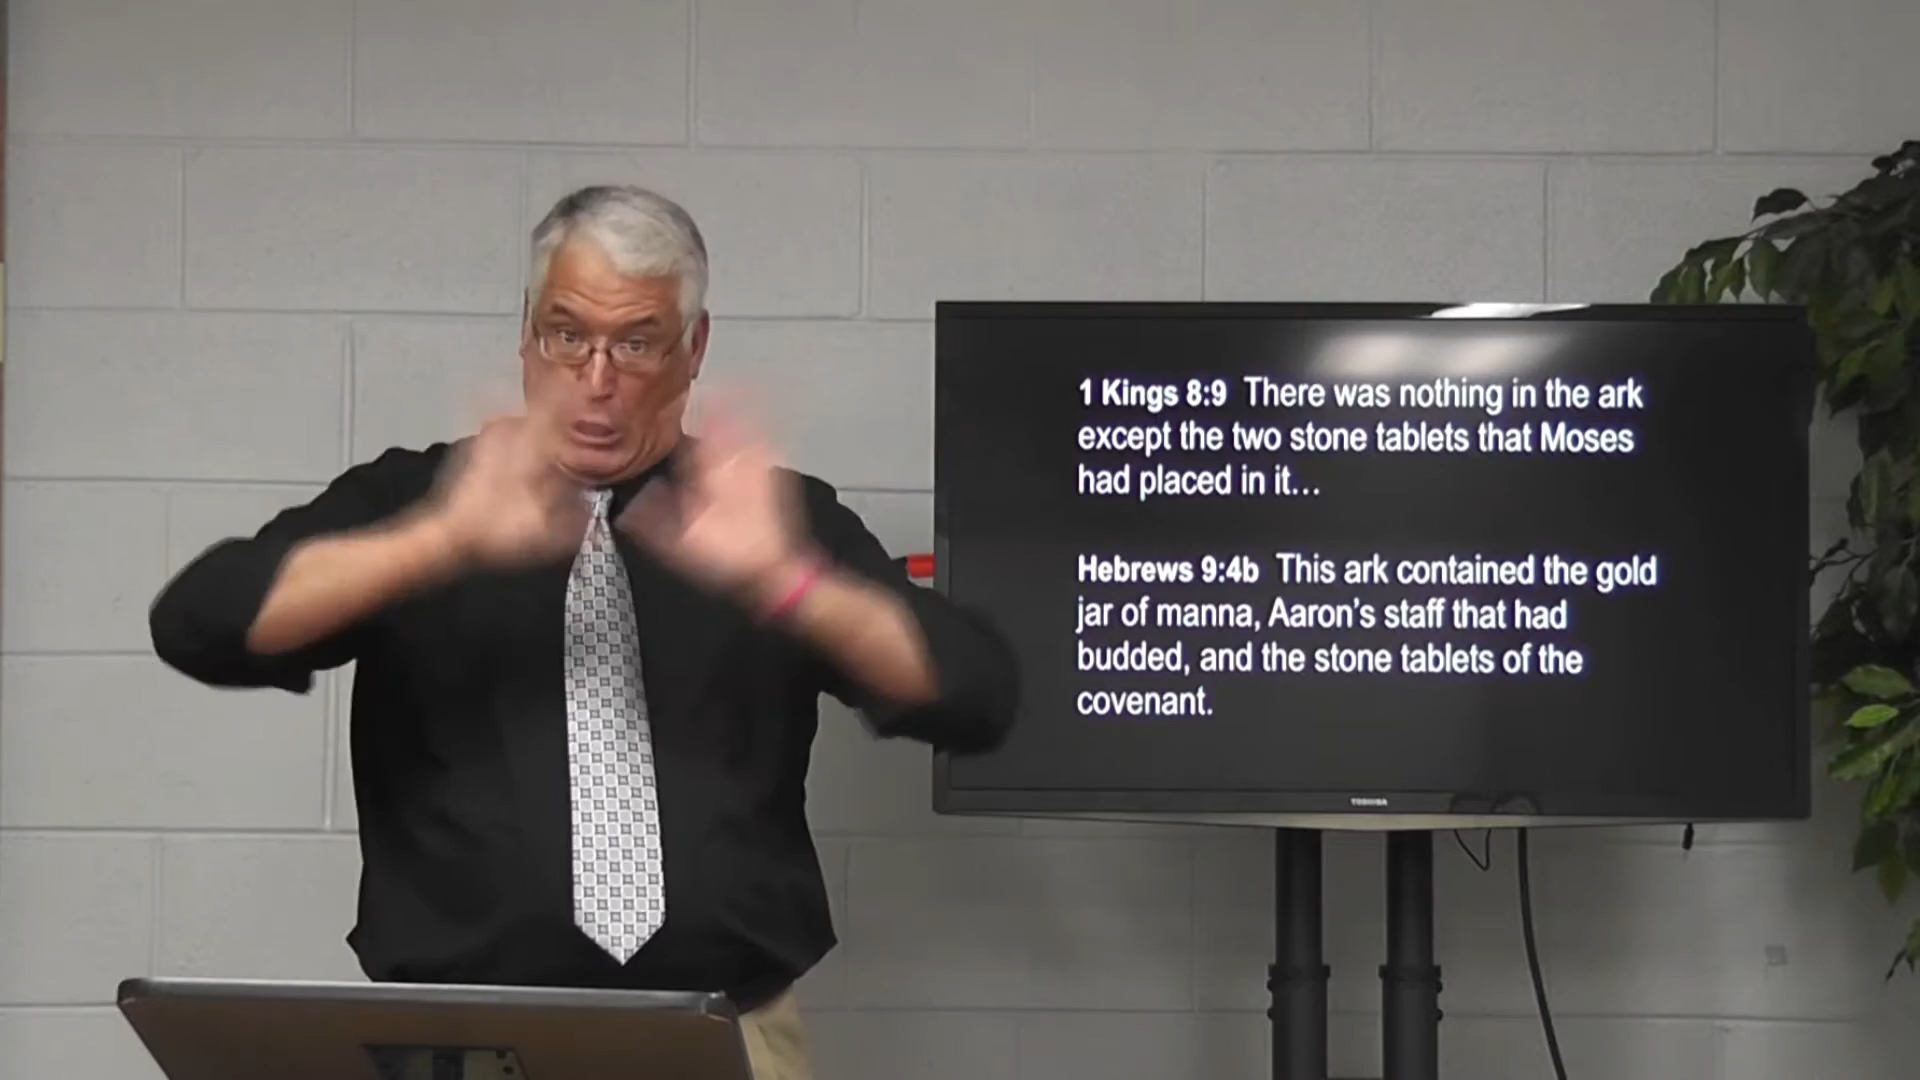 1 Kings 8:9 There was nothing in the ark
except the two stone tablets that Moses
had placed in it…
Hebrews 9:4b This ark contained the gold
jar of manna, Aaron’s staff that had
budded, and the stone tablets of the
covenant.
TOSHIBA